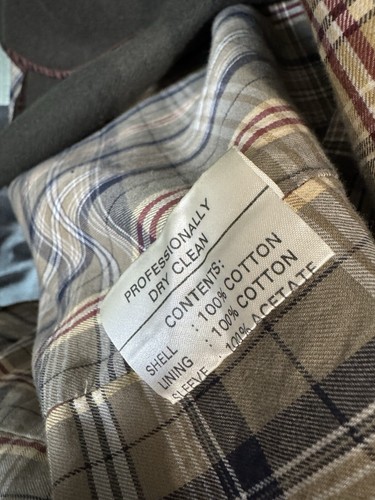 PROFESSIONALLY
DRY CLEAN
CONTENTS:
SHELL : 100% COTTON
LINING : 100% COTTON
SLEEVE : 100% ACETATE